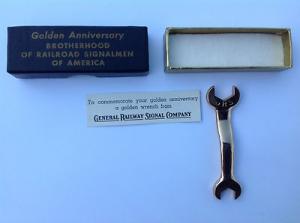 Golden Anniversary
BROTHERHOOD
OF RAILROAD SIGNALMEN
OF AMERICA
To commemorate your golden anniversary
a golden wrench from
GENERAL RAILWAY SIGNAL COMPANY